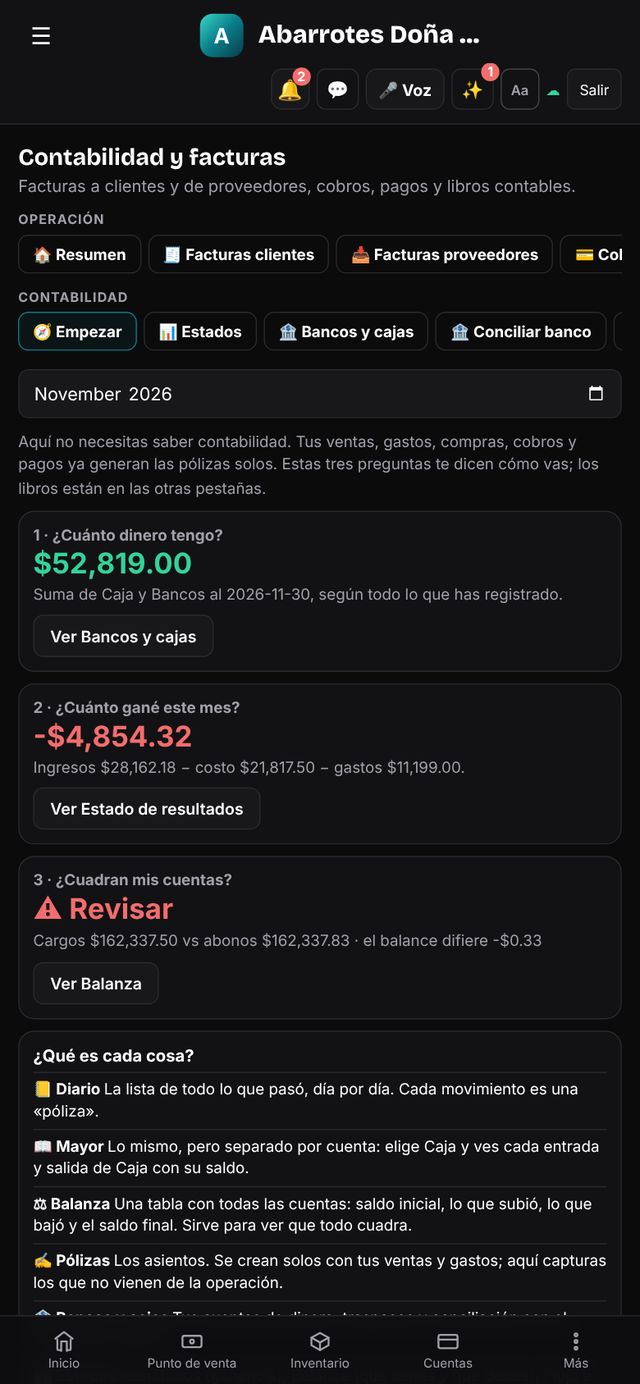 ☰ A Abarrotes Doña ...
🔔 2 💬 🎤 Voz ✨ 1 Aa ☁ Salir
Contabilidad y facturas
Facturas a clientes y de proveedores, cobros, pagos y libros contables.
OPERACIÓN
🏠 Resumen 🧾 Facturas clientes 📥 Facturas proveedores 💳 Col
CONTABILIDAD
🧭 Empezar 📊 Estados 🏦 Bancos y cajas 🏦 Conciliar banco
November 2026
Aquí no necesitas saber contabilidad. Tus ventas, gastos, compras, cobros y
pagos ya generan las pólizas solos. Estas tres preguntas te dicen cómo vas; los
libros están en las otras pestañas.
1 · ¿Cuánto dinero tengo?
$52,819.00
Suma de Caja y Bancos al 2026-11-30, según todo lo que has registrado.
Ver Bancos y cajas
2 · ¿Cuánto gané este mes?
-$4,854.32
Ingresos $28,162.18 − costo $21,817.50 − gastos $11,199.00.
Ver Estado de resultados
3 · ¿Cuadran mis cuentas?
⚠ Revisar
Cargos $162,337.50 vs abonos $162,337.83 · el balance difiere -$0.33
Ver Balanza
¿Qué es cada cosa?
📒 Diario La lista de todo lo que pasó, día por día. Cada movimiento es una
«póliza».
📖 Mayor Lo mismo, pero separado por cuenta: elige Caja y ves cada entrada
y salida de Caja con su saldo.
⚖ Balanza Una tabla con todas las cuentas: saldo inicial, lo que subió, lo que
bajó y el saldo final. Sirve para ver que todo cuadra.
✍ Pólizas Los asientos. Se crean solos con tus ventas y gastos; aquí capturas
los que no vienen de la operación.
Inicio Punto de venta Inventario Cuentas Más